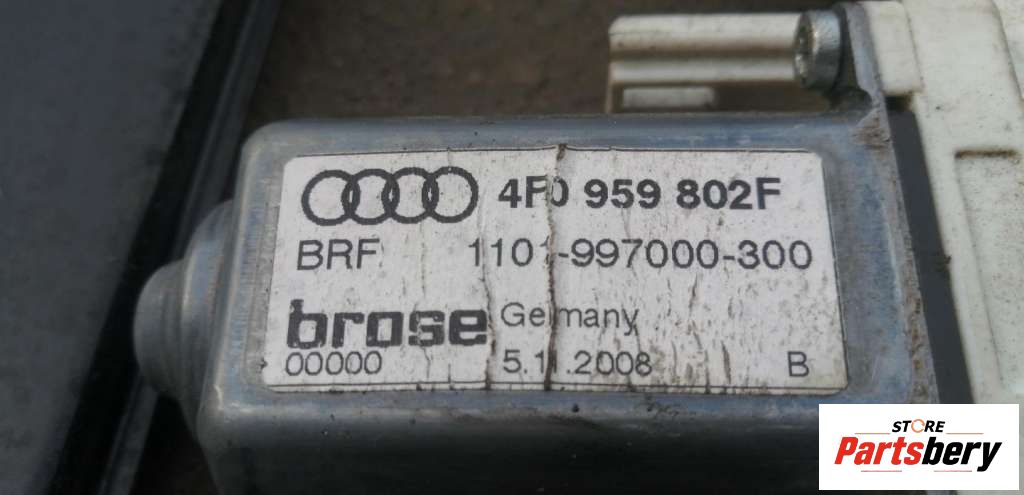 4F0 959 802F
BRF 1101-997000-300
brose Germany
00000 5.11.2008 B
STORE
Partsbery